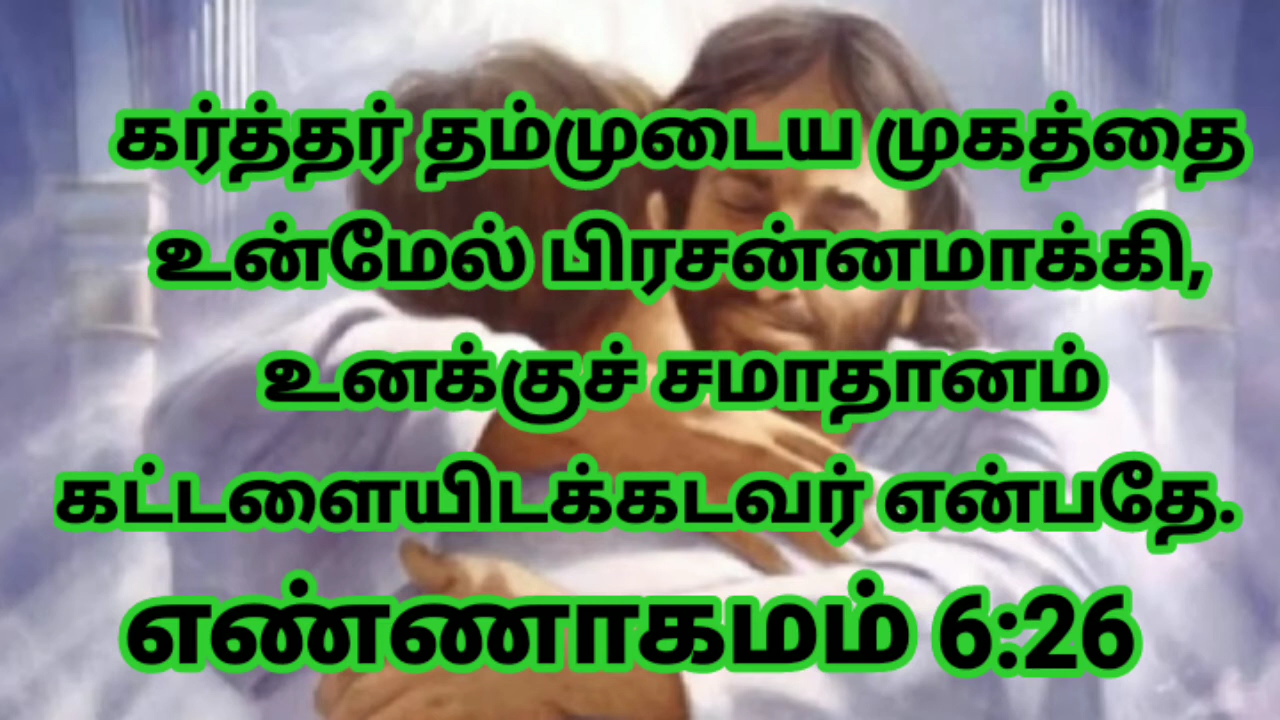 கர்த்தர் தம்முடைய முகத்தை
உன்மேல் பிரசன்னமாக்கி,
உனக்குச் சமாதானம்
கட்டளையிடக்கடவர் என்பதே.
எண்ணாகமம் 6:26